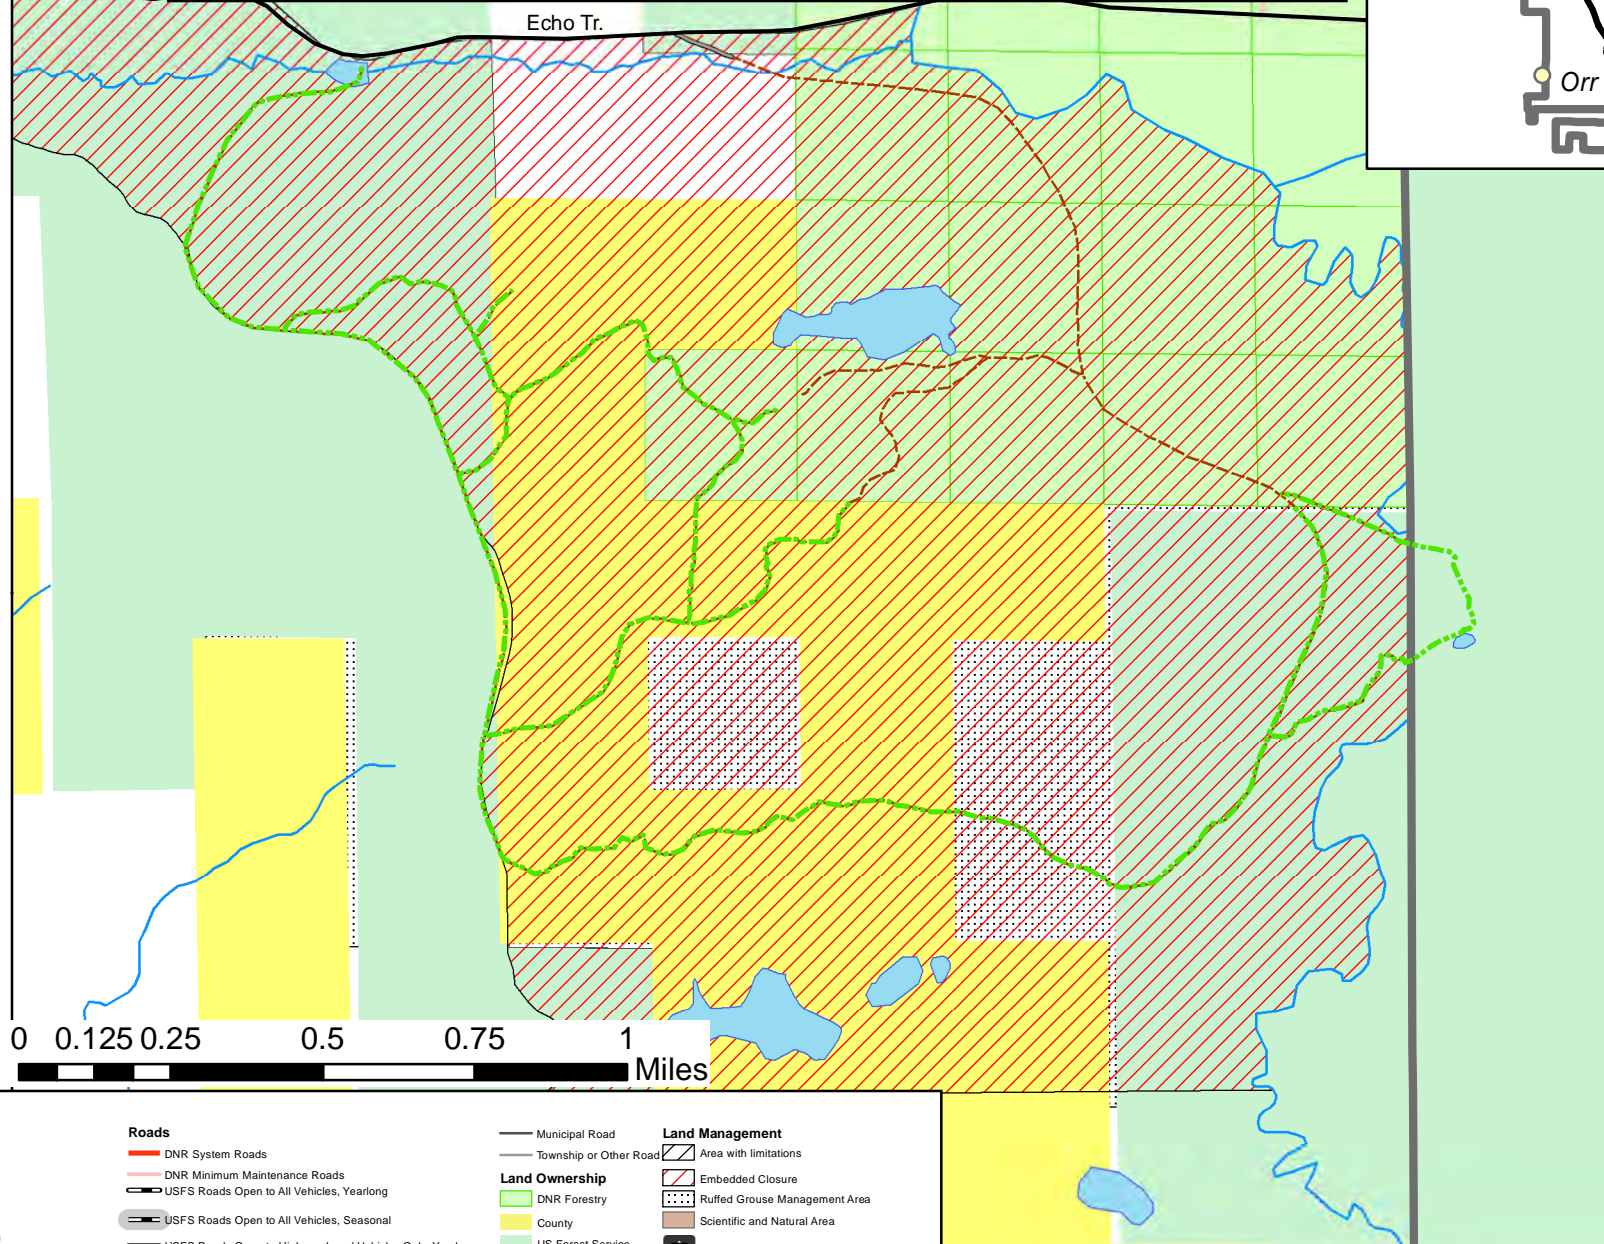 Echo Tr.
Orr
0 0.125 0.25 0.5 0.75 1
Miles
Roads
DNR System Roads
DNR Minimum Maintenance Roads
USFS Roads Open to All Vehicles, Yearlong
USFS Roads Open to All Vehicles, Seasonal
Municipal Road
Township or Other Road
Land Ownership
DNR Forestry
County
US Forest Service
Land Management
Area with limitations
Embedded Closure
Ruffed Grouse Management Area
Scientific and Natural Area